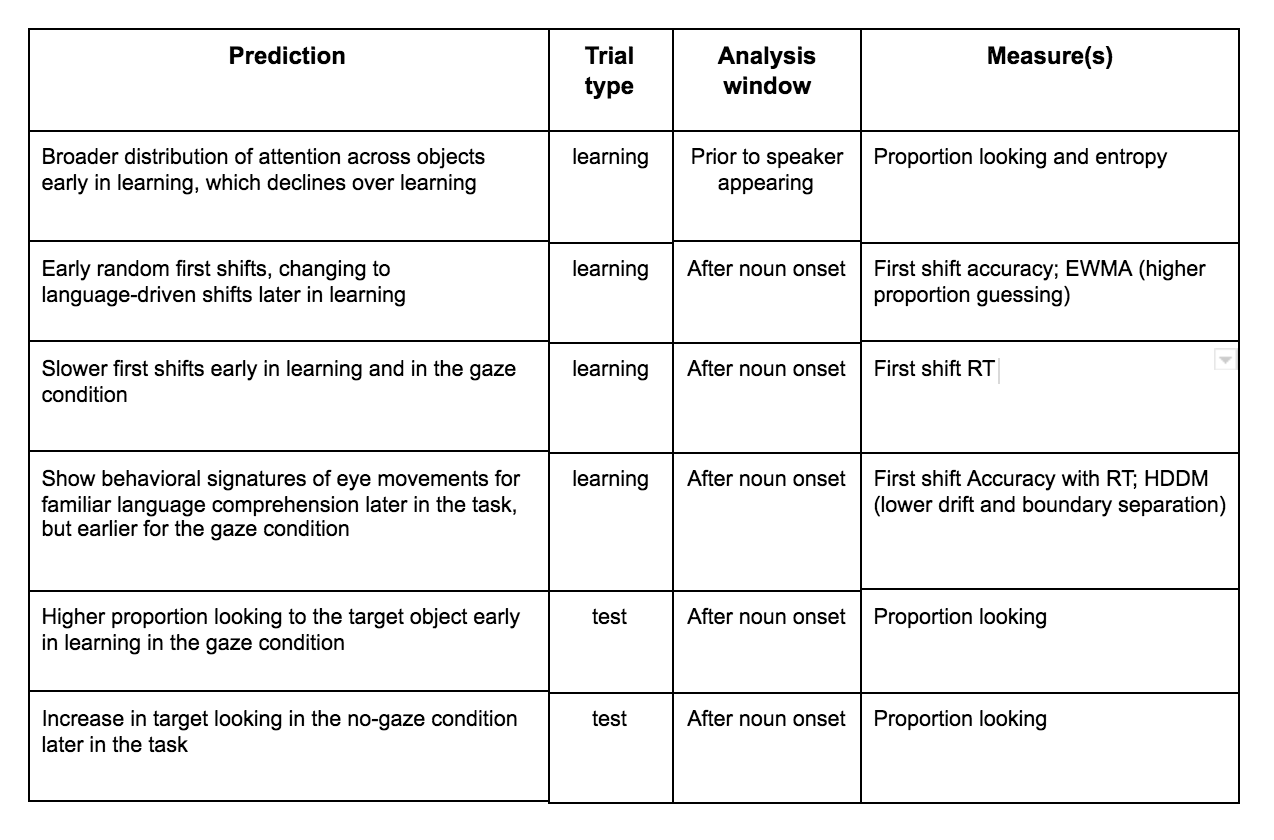 Prediction
Trial type
Analysis window
Measure(s)
Broader distribution of attention across objects
early in learning, which declines over learning
learning
Prior to speaker
appearing
Proportion looking and entropy
Early random first shifts, changing to
language-driven shifts later in learning
learning
After noun onset
First shift accuracy; EWMA (higher
proportion guessing)
Slower first shifts early in learning and in the gaze
condition
learning
After noun onset
First shift RT
Show behavioral signatures of eye movements for
familiar language comprehension later in the task,
but earlier for the gaze condition
learning
After noun onset
First shift Accuracy with RT; HDDM
(lower drift and boundary separation)
Higher proportion looking to the target object early
in learning in the gaze condition
test
After noun onset
Proportion looking
Increase in target looking in the no-gaze condition
later in the task
test
After noun onset
Proportion looking